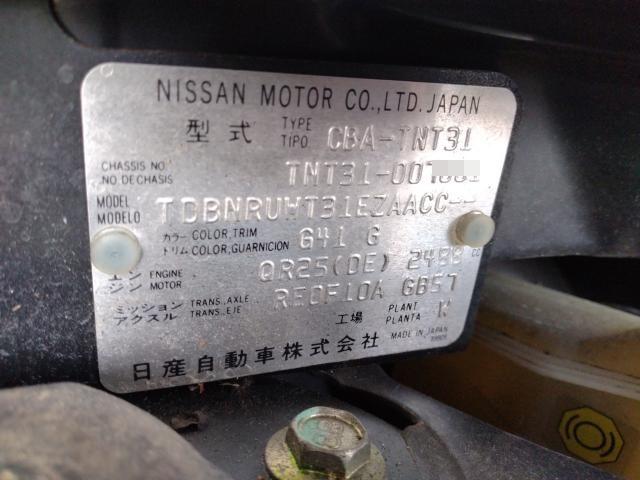 NISSAN MOTOR CO.,LTD. JAPAN
型式 TYPE TIPO CBA-TNT31
CHASSIS NO. NO.DE CHASIS TNT31-007
MODEL MODELO TDBNRUWT31EZAACC--
カラー トリム COLOR,TRIM COLOR,GUARNICION G41 G
エンジン ENGINE MOTOR QR25(DE) 2488 cc
ミッション アクスル TRANS.,AXLE TRANS.,EJE RE0F10A GB57
工場 PLANT PLANTA K
日産自動車株式会社 MADE IN JAPAN